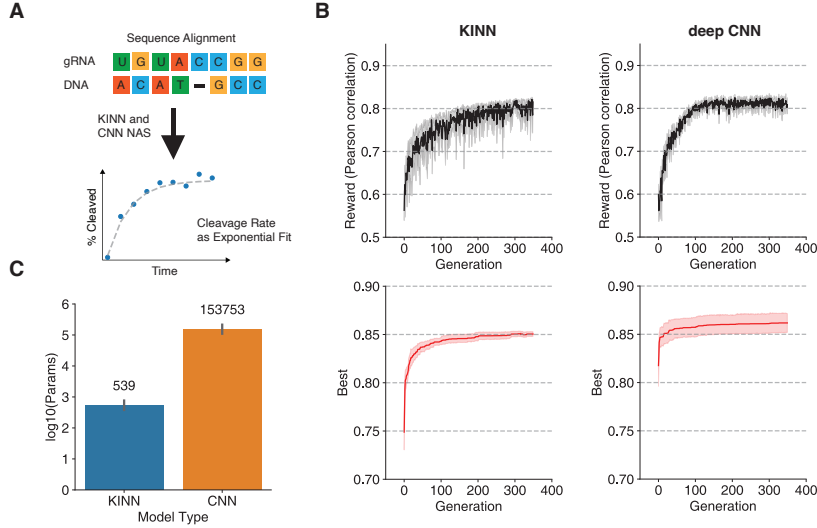 A
Sequence Alignment
gRNA U G U A C C G G
DNA A C A T - G C C
KINN and
CNN NAS
% Cleaved
Cleavage Rate
as Exponential Fit
Time
B
KINN
deep CNN
Reward (Pearson correlation)
0.9
0.8
0.7
0.6
0.5
0 100 200 300 400
Generation
Reward (Pearson correlation)
0.9
0.8
0.7
0.6
0.5
0 100 200 300 400
Generation
Best
0.90
0.85
0.80
0.75
0.70
0 100 200 300 400
Generation
Best
0.90
0.85
0.80
0.75
0.70
0 100 200 300 400
Generation
C
log10(Params)
6
5
4
3
2
1
0
539
153753
KINN CNN
Model Type